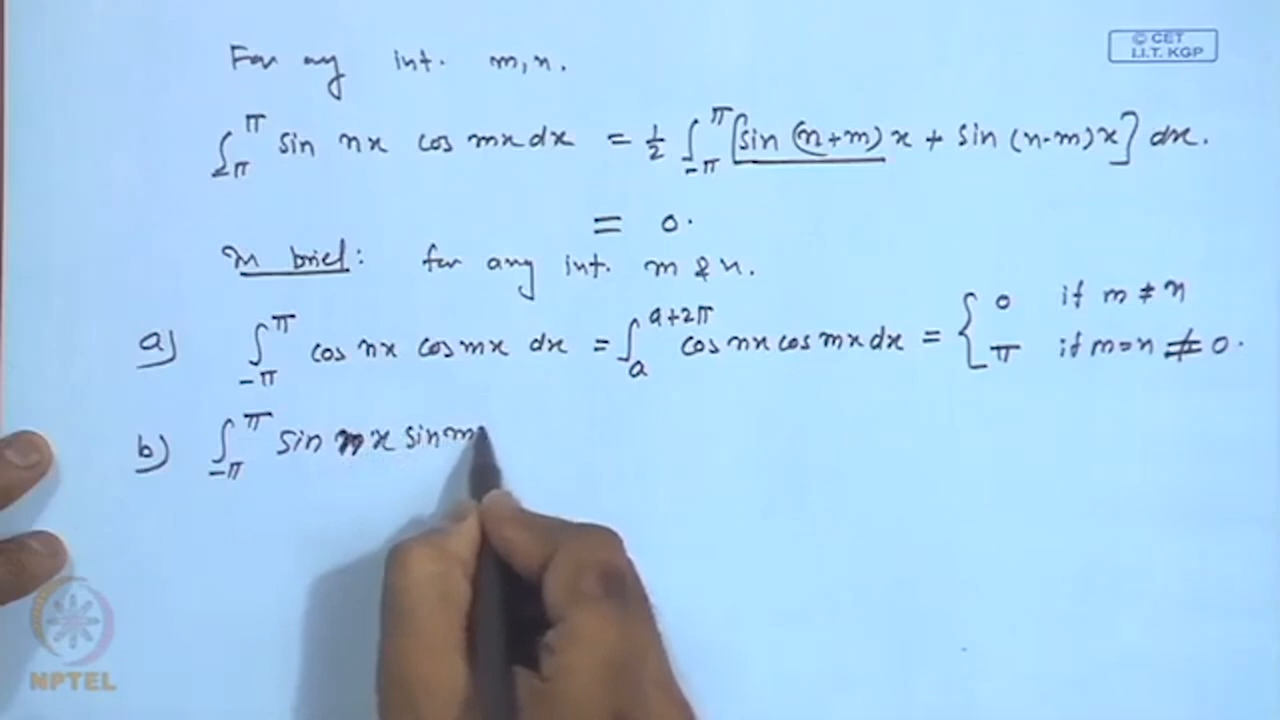 © CET
I.I.T. KGP
For any int. m, n.
∫_{-π}^{π} sin nx cos mx dx = 1/2 ∫_{-π}^{π} [sin (n+m) x + sin (n-m) x] dx.
= 0.
In brief: for any int. m & n.
a) ∫_{-π}^{π} cos nx cos mx dx = ∫_{a}^{a+2π} cos nx cos mx dx = { 0 if m ≠ n
π if m = n ≠ 0.
b) ∫_{-π}^{π} sin nx sin m
NPTEL